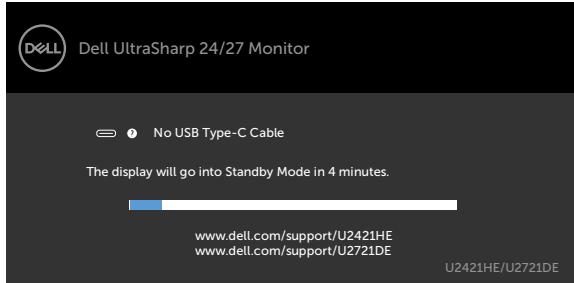 DELL Dell UltraSharp 24/27 Monitor
? No USB Type-C Cable
The display will go into Standby Mode in 4 minutes.
www.dell.com/support/U2421HE
www.dell.com/support/U2721DE
U2421HE/U2721DE